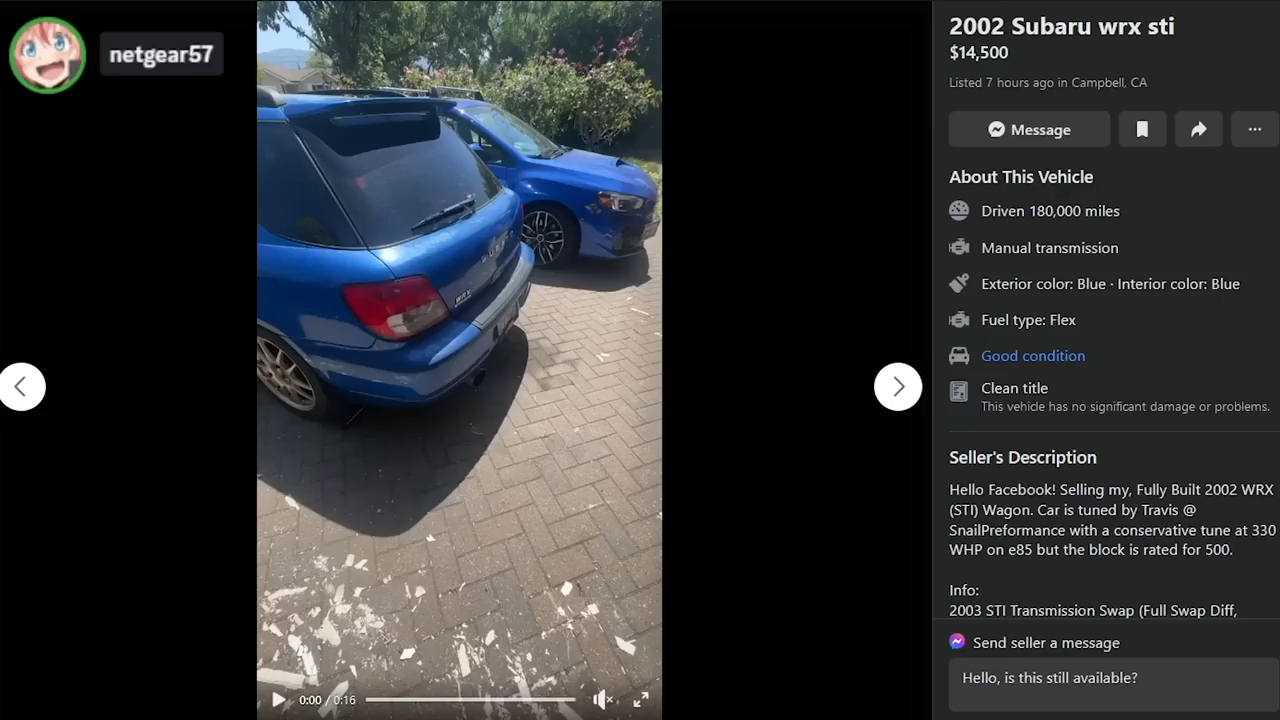 netgear57
2002 Subaru wrx sti
$14,500
Listed 7 hours ago in Campbell, CA
Message
About This Vehicle
Driven 180,000 miles
Manual transmission
Exterior color: Blue · Interior color: Blue
Fuel type: Flex
Good condition
Clean title
This vehicle has no significant damage or problems.
Seller's Description
Hello Facebook! Selling my, Fully Built 2002 WRX
(STI) Wagon. Car is tuned by Travis @
SnailPreformance with a conservative tune at 330
WHP on e85 but the block is rated for 500.
Info:
2003 STI Transmission Swap (Full Swap Diff,
Send seller a message
Hello, is this still available?
0:00 / 0:16
WRX